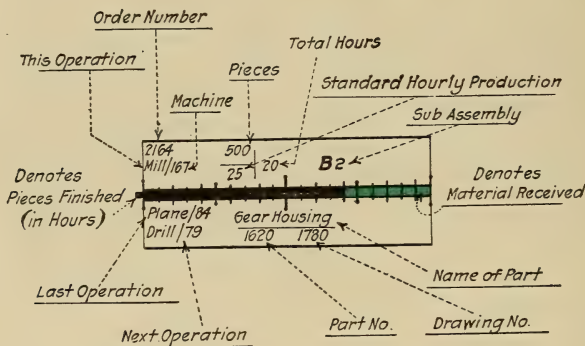 Order Number
Total Hours
This Operation
Pieces
Standard Hourly Production
Machine
Sub Assembly
2164
500
Mill/167
25
20
B2
Denotes
Pieces Finished
(in Hours)
Denotes
Material Received
Plane/84
Gear Housing
Drill/79
1620
1780
Name of Part
Last Operation
Part No.
Drawing No.
Next Operation